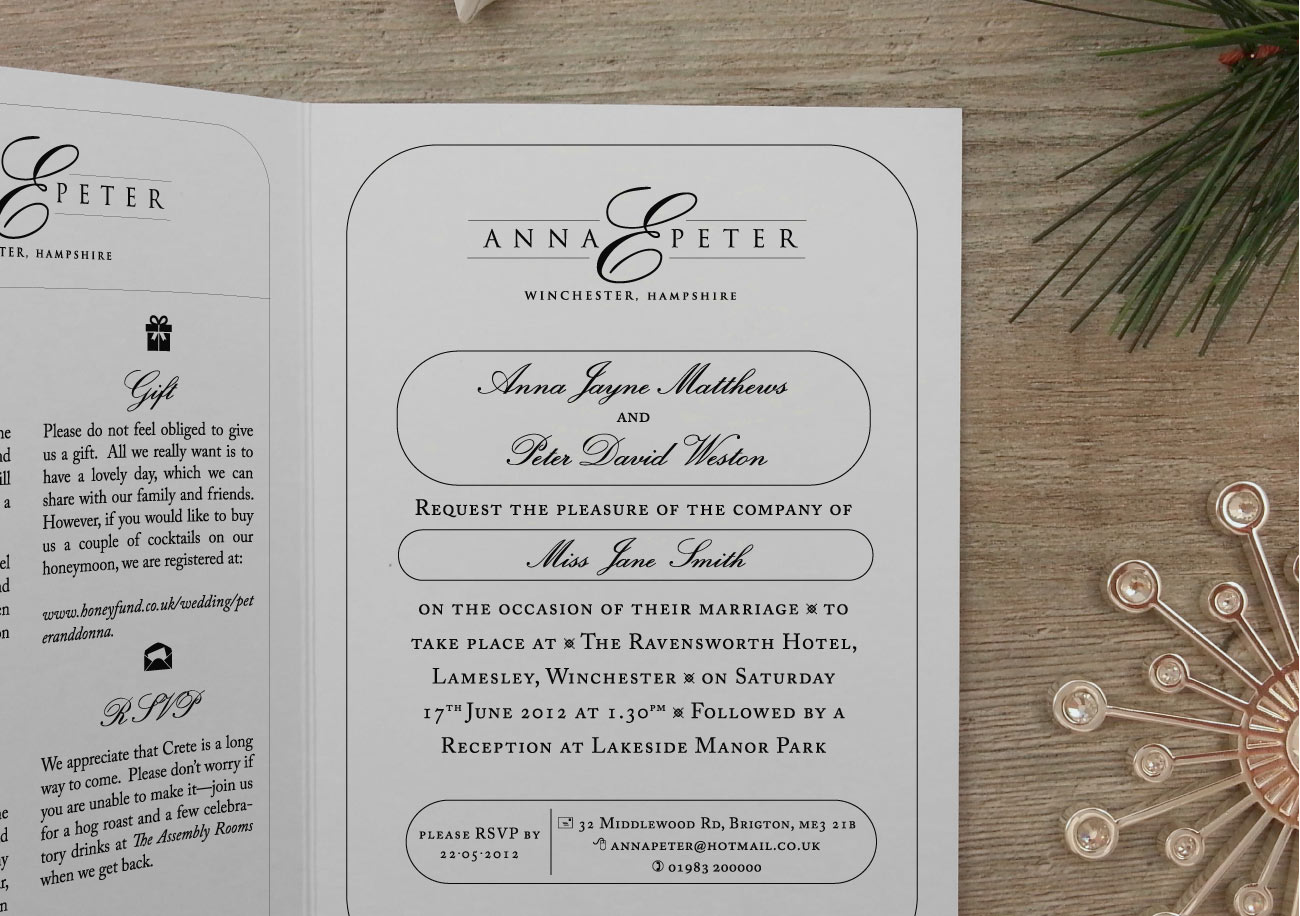 PETER
TER, HAMPSHIRE
Gift
Please do not feel obliged to give
us a gift. All we really want is to
have a lovely day, which we can
share with our family and friends.
However, if you would like to buy
us a couple of cocktails on our
honeymoon, we are registered at:
www.honeyfund.co.uk/wedding/pet
eranddonna.
RSVP
We appreciate that Crete is a long
way to come. Please don't worry if
you are unable to make it—join us
for a hog roast and a few celebra-
tory drinks at The Assembly Rooms
when we get back.
ANNA & PETER
WINCHESTER, HAMPSHIRE
Anna Jayne Matthews
AND
Peter David Weston
REQUEST THE PLEASURE OF THE COMPANY OF
Miss Jane Smith
ON THE OCCASION OF THEIR MARRIAGE ※ TO
TAKE PLACE AT ※ THE RAVENSWORTH HOTEL,
LAMESLEY, WINCHESTER ※ ON SATURDAY
17TH JUNE 2012 AT 1.30PM ※ FOLLOWED BY A
RECEPTION AT LAKESIDE MANOR PARK
PLEASE RSVP BY
22·05·2012
32 MIDDLEWOOD RD, BRIGTON, ME3 21B
ANNAPETER@HOTMAIL.CO.UK
01983 200000